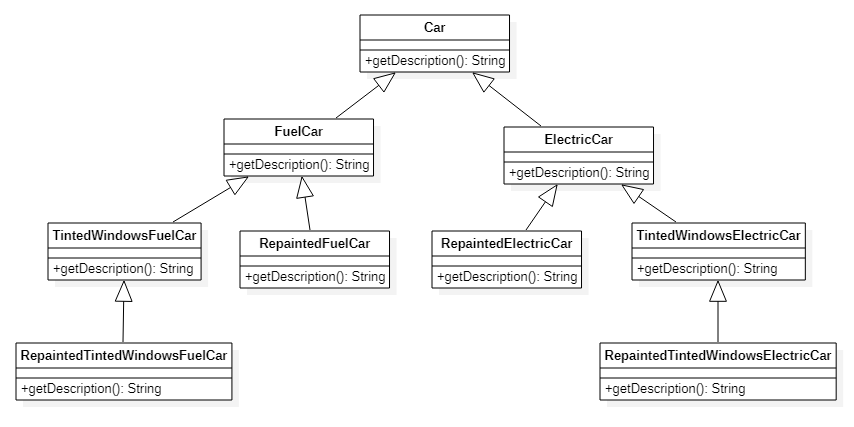 Car
+getDescription(): String
FuelCar
+getDescription(): String
ElectricCar
+getDescription(): String
TintedWindowsFuelCar
+getDescription(): String
RepaintedFuelCar
+getDescription(): String
RepaintedElectricCar
+getDescription(): String
TintedWindowsElectricCar
+getDescription(): String
RepaintedTintedWindowsFuelCar
+getDescription(): String
RepaintedTintedWindowsElectricCar
+getDescription(): String